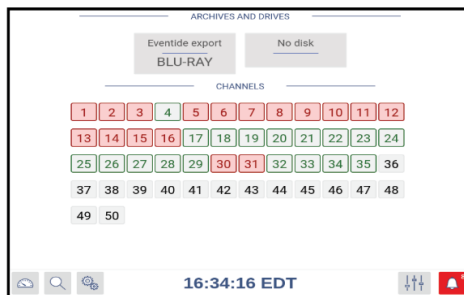 ARCHIVES AND DRIVES
Eventide export
BLU-RAY
No disk
CHANNELS
1 2 3 4 5 6 7 8 9 10 11 12
13 14 15 16 17 18 19 20 21 22 23 24
25 26 27 28 29 30 31 32 33 34 35 36
37 38 39 40 41 42 43 44 45 46 47 48
49 50
16:34:16 EDT